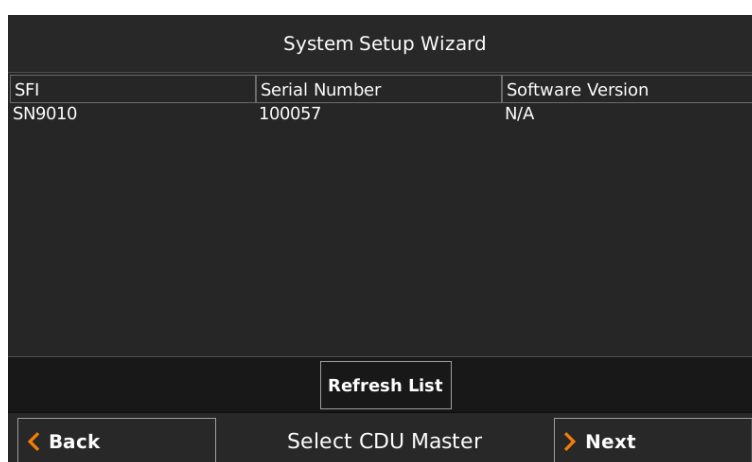 System Setup Wizard
SFI Serial Number Software Version
SN9010 100057 N/A
Refresh List
Back Select CDU Master Next